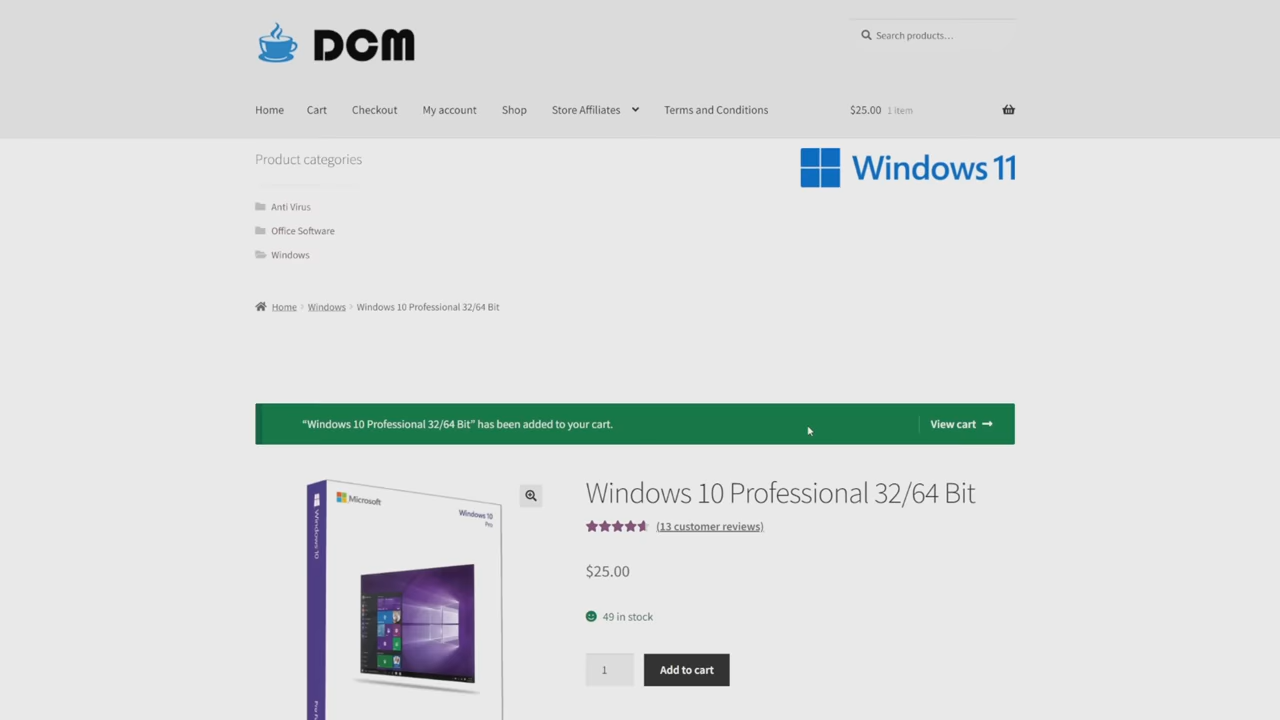 DCM
Search products…
Home
Cart
Checkout
My account
Shop
Store Affiliates
Terms and Conditions
$25.00 1 item
Product categories
Windows 11
Anti Virus
Office Software
Windows
Home › Windows › Windows 10 Professional 32/64 Bit
“Windows 10 Professional 32/64 Bit” has been added to your cart.
View cart
Microsoft
Windows 10
Pro
Windows 10
Windows 10 Professional 32/64 Bit
(13 customer reviews)
$25.00
49 in stock
1
Add to cart